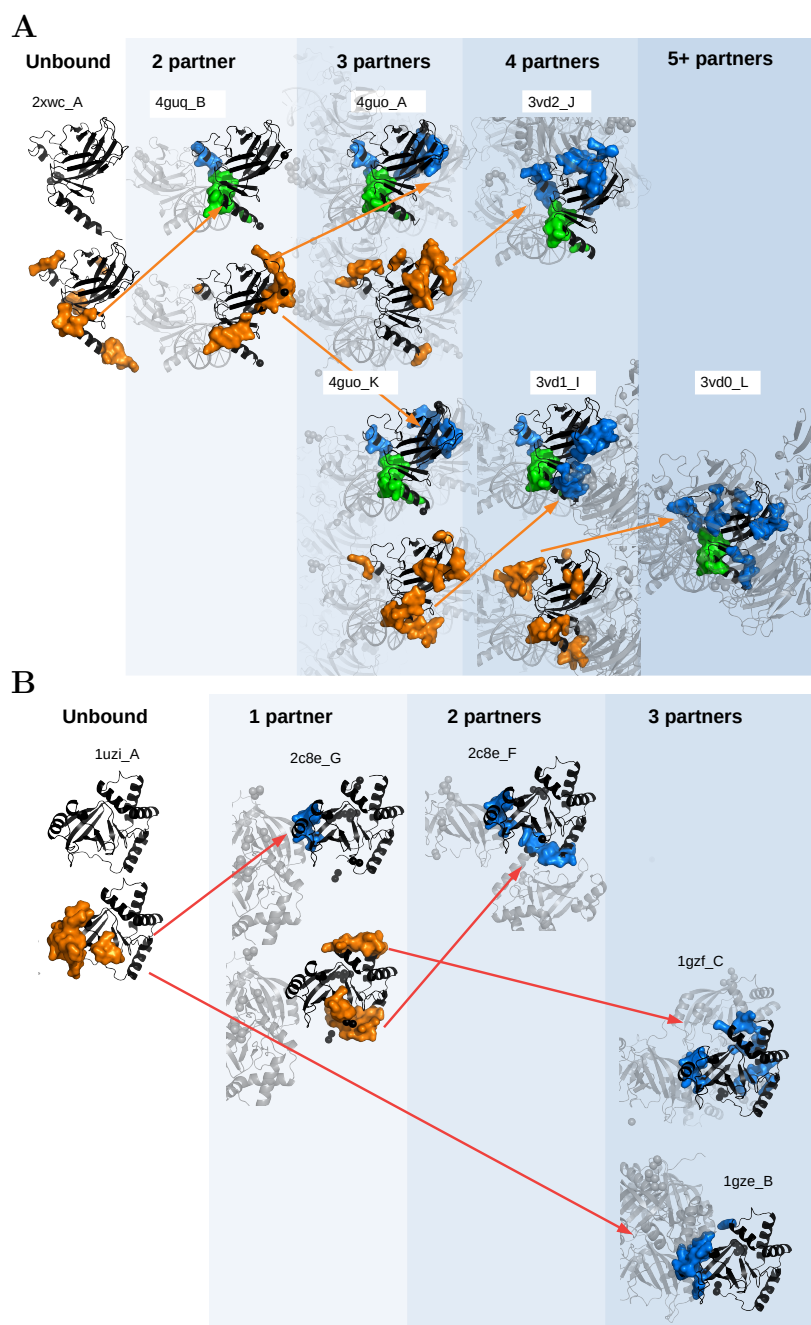 A
Unbound 2 partner 3 partners 4 partners 5+ partners
2xwc_A 4guq_B 4guo_A 3vd2_J
4guo_K 3vd1_I 3vd0_L
B
Unbound 1 partner 2 partners 3 partners
1uzi_A 2c8e_G 2c8e_F
1gzf_C
1gze_B